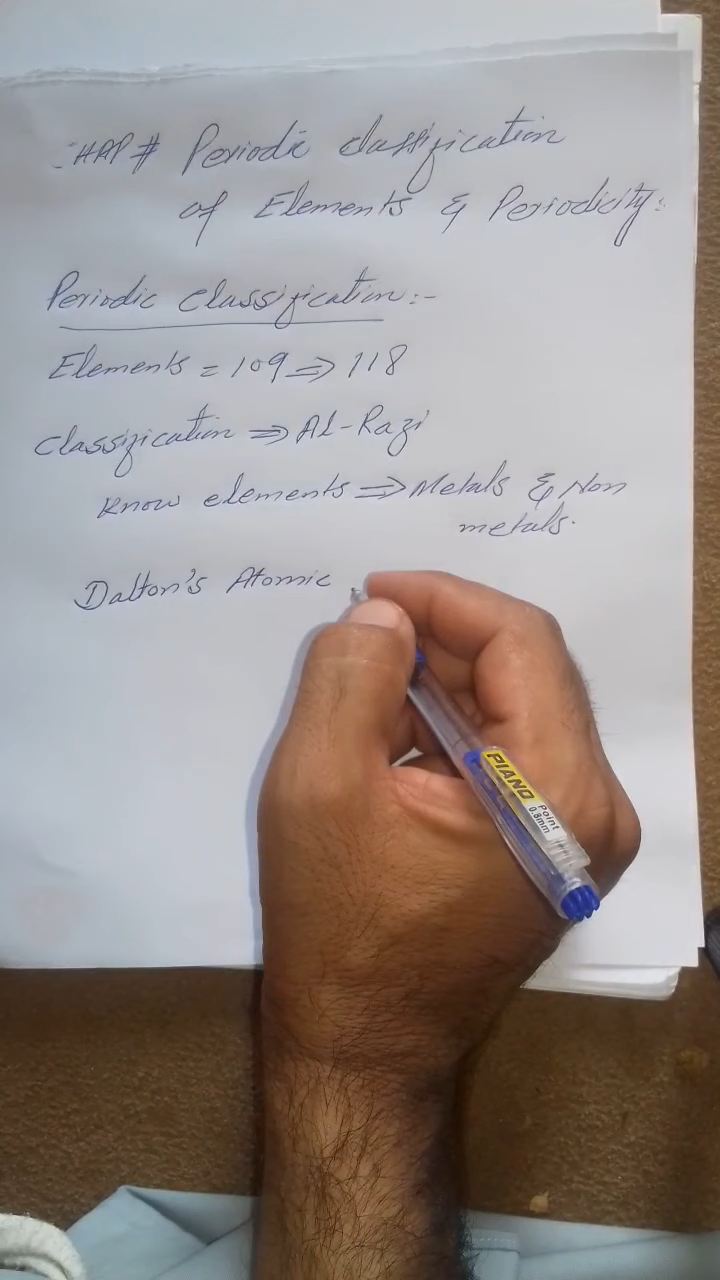 CHAP # Periodic classification
of Elements & Periodicity:
Periodic Classification:-
Elements = 109 => 118
Classification => AL-Razi
Know elements => Metals & Non
metals.
Dalton's Atomic
PIANO
Point
0.8mm